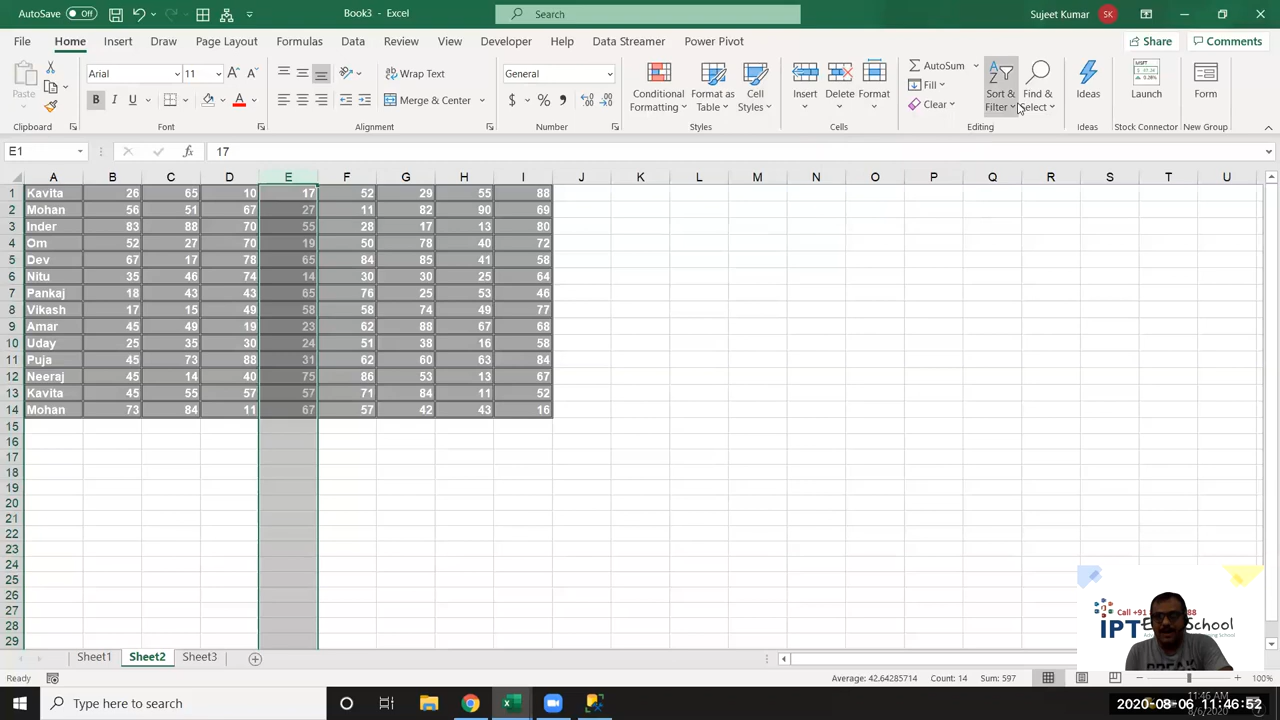 AutoSave Off Book3 - Excel Search Sujeet Kumar SK
File Home Insert Draw Page Layout Formulas Data Review View Developer Help Data Streamer Power Pivot Share Comments
Paste Arial 11 Wrap Text General Conditional Formatting Format as Table Cell Styles Insert Delete Format AutoSum Fill Clear Sort & Filter Find & Select Ideas Launch Form
B I U Merge & Center $ % ,
Clipboard Font Alignment Number Styles Cells Editing Ideas Stock Connector New Group
E1 fx 17
A B C D E F G H I J K L M N O P Q R S T U
1 Kavita 26 65 10 17 52 29 55 88
2 Mohan 56 51 67 27 11 82 90 69
3 Inder 83 88 70 55 28 17 13 80
4 Om 52 27 70 19 50 78 40 72
5 Dev 67 17 78 65 84 85 41 58
6 Nitu 35 46 74 14 30 30 25 64
7 Pankaj 18 43 43 65 76 25 53 46
8 Vikash 17 15 49 58 58 74 49 77
9 Amar 45 49 19 23 62 88 67 68
10 Uday 25 35 30 24 51 38 16 58
11 Puja 45 73 88 31 62 60 63 84
12 Neeraj 45 14 40 75 86 53 13 67
13 Kavita 45 55 57 57 71 84 11 52
14 Mohan 73 84 11 67 57 42 43 16
15
16
17
18
19
20
21
22
23
24
25
26
27
28
29
Call +91 88
IPT School
BREAK
Sheet1 Sheet2 Sheet3
Ready Average: 42.64285714 Count: 14 Sum: 597 100%
Type here to search
11:46 AM
8/6/2020
2020-08-06 11:46:52